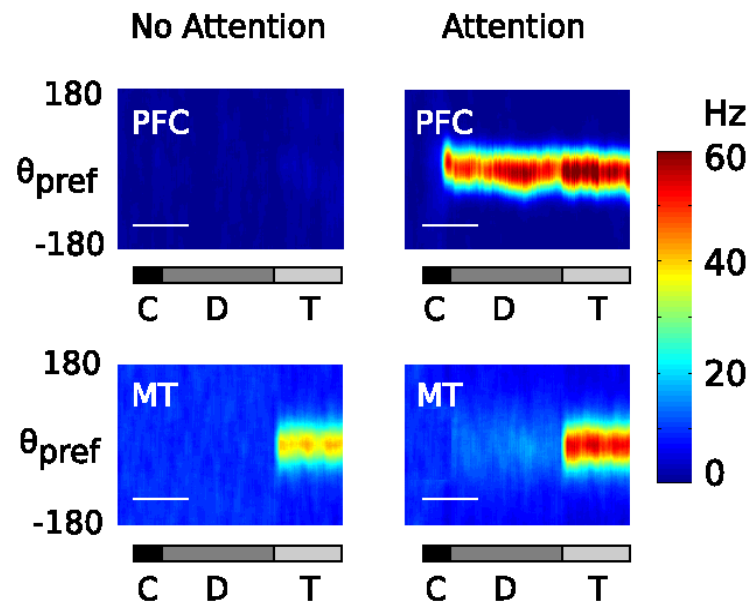 No Attention
Attention
180
PFC
θpref
-180
C D T
PFC
C D T
Hz
60
40
20
0
180
MT
θpref
-180
C D T
MT
C D T